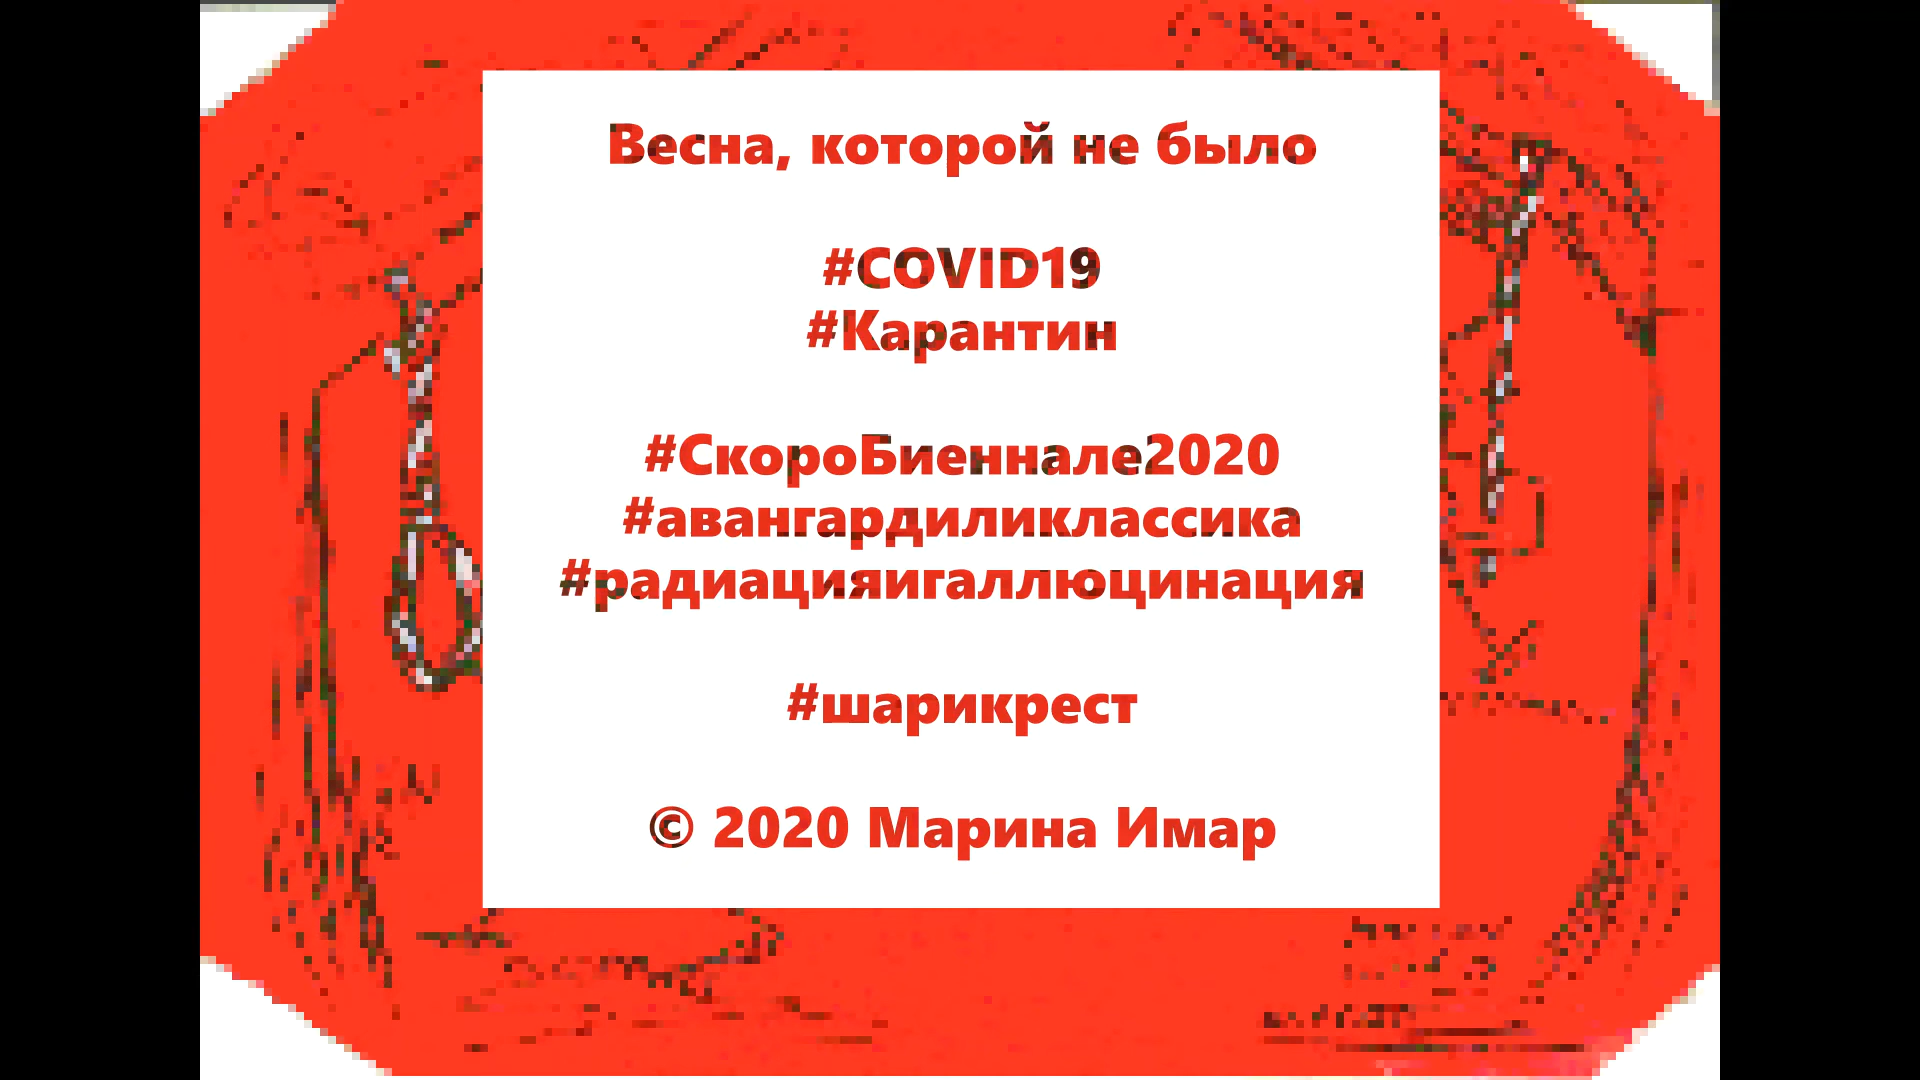 Весна, которой не было
#COVID19
#Карантин
#СкороБиеннале2020
#авангардиликлассика
#радиацияигаллюцинация
#шарикрест
© 2020 Марина Имар